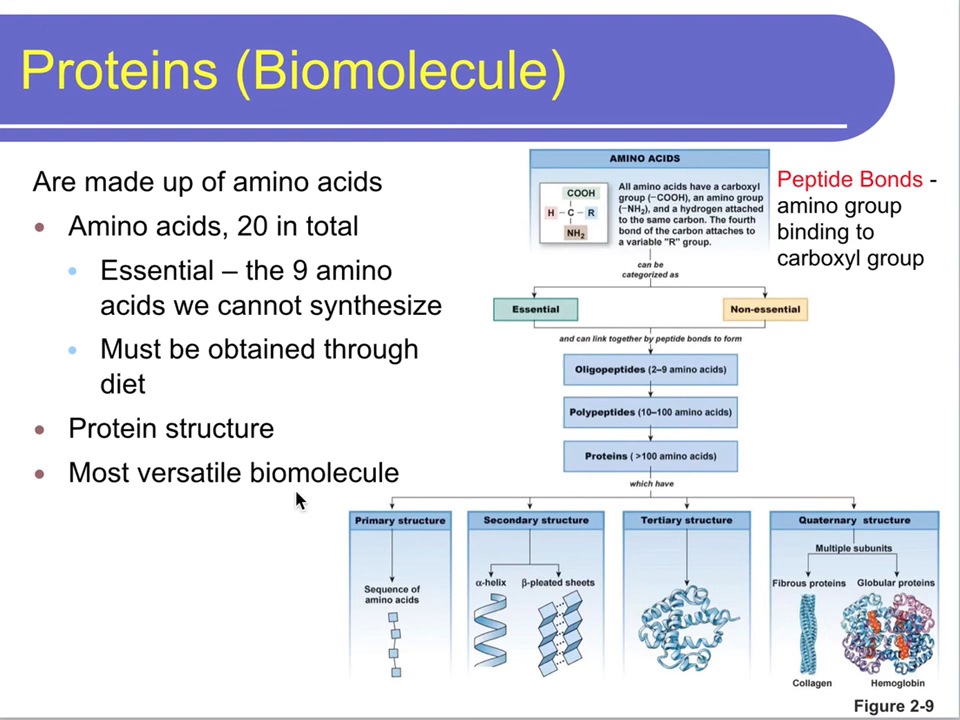 Proteins (Biomolecule)
Are made up of amino acids
• Amino acids, 20 in total
• Essential – the 9 amino
acids we cannot synthesize
• Must be obtained through
diet
• Protein structure
• Most versatile biomolecule
AMINO ACIDS
COOH
H – C – R
NH2
All amino acids have a carboxyl
group (–COOH), an amino group
(–NH2), and a hydrogen attached
to the same carbon. The fourth
bond of the carbon attaches to
a variable "R" group.
Peptide Bonds -
amino group
binding to
carboxyl group
can be
categorized as
Essential
Non-essential
and can link together by peptide bonds to form
Oligopeptides (2–9 amino acids)
Polypeptides (10–100 amino acids)
Proteins ( >100 amino acids)
which have
Primary structure
Sequence of
amino acids
Secondary structure
α-helix
β-pleated sheets
Tertiary structure
Quaternary structure
Multiple subunits
Fibrous proteins
Globular proteins
Collagen
Hemoglobin
Figure 2-9